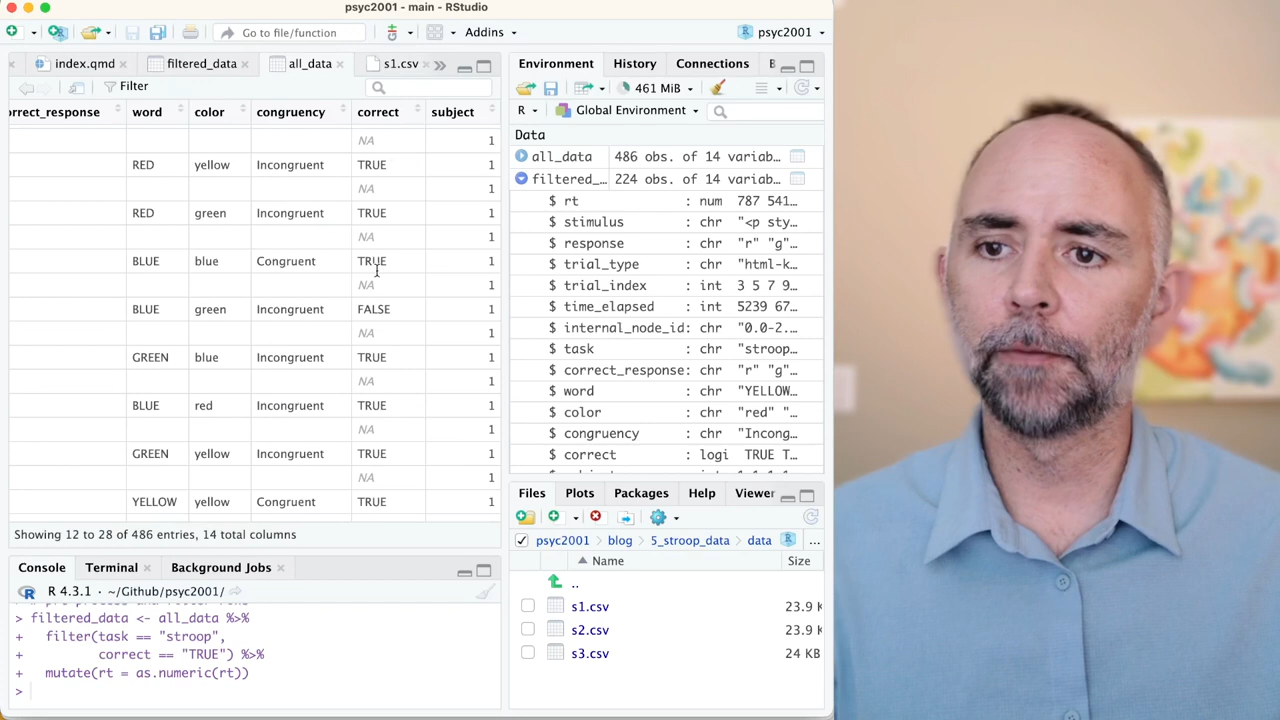 psyc2001 - main - RStudio
Go to file/function
Addins
psyc2001
index.qmd
filtered_data
all_data
s1.csv
Filter
orrect_response word color congruency correct subject
NA 1
RED yellow Incongruent TRUE 1
NA 1
RED green Incongruent TRUE 1
NA 1
BLUE blue Congruent TRUE 1
NA 1
BLUE green Incongruent FALSE 1
NA 1
GREEN blue Incongruent TRUE 1
NA 1
BLUE red Incongruent TRUE 1
NA 1
GREEN yellow Incongruent TRUE 1
NA 1
YELLOW yellow Congruent TRUE 1
Showing 12 to 28 of 486 entries, 14 total columns
Console Terminal Background Jobs
R 4.3.1 · ~/Github/psyc2001/
> filtered_data <- all_data %>%
+ filter(task == "stroop",
+ correct == "TRUE") %>%
+ mutate(rt = as.numeric(rt))
>
Environment History Connections B
461 MiB
R Global Environment
Data
all_data 486 obs. of 14 variab…
filtered_… 224 obs. of 14 variab…
$ rt : num 787 541…
$ stimulus : chr "<p sty…
$ response : chr "r" "g"…
$ trial_type : chr "html-k…
$ trial_index : int 3 5 7 9…
$ time_elapsed : int 5239 67…
$ internal_node_id: chr "0.0-2.…
$ task : chr "stroop…
$ correct_response: chr "r" "g"…
$ word : chr "YELLOW…
$ color : chr "red" "…
$ congruency : chr "Incong…
$ correct : logi TRUE T…
Files Plots Packages Help Viewer
psyc2001 blog 5_stroop_data data ...
Name Size
..
s1.csv 23.9 K
s2.csv 23.9 K
s3.csv 24 KB